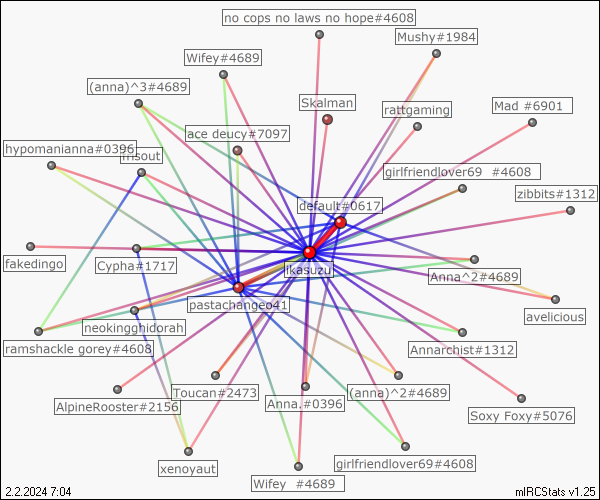 no cops no laws no hope#4608
Mushy#1984
Wifey#4689
(anna)^3#4689
Skalman
rattgaming
Mad #6901
ace deucy#7097
hypomanianna#0396
misout
girlfriendlover69 #4608
zibbits#1312
default#0617
fakedingo
Cypha#1717
ikasuzu
Anna^2#4689
pastachange041
avelicious
neokingghidorah
ramshackle gorey#4608
Annarchist#1312
Toucan#2473
(anna)^2#4689
AlpineRooster#2156
Anna.#0396
Soxy Foxy#5076
xenoyaut
girlfriendlover69#4608
Wifey #4689
2.2.2024 7:04
mIRCStats v1.25